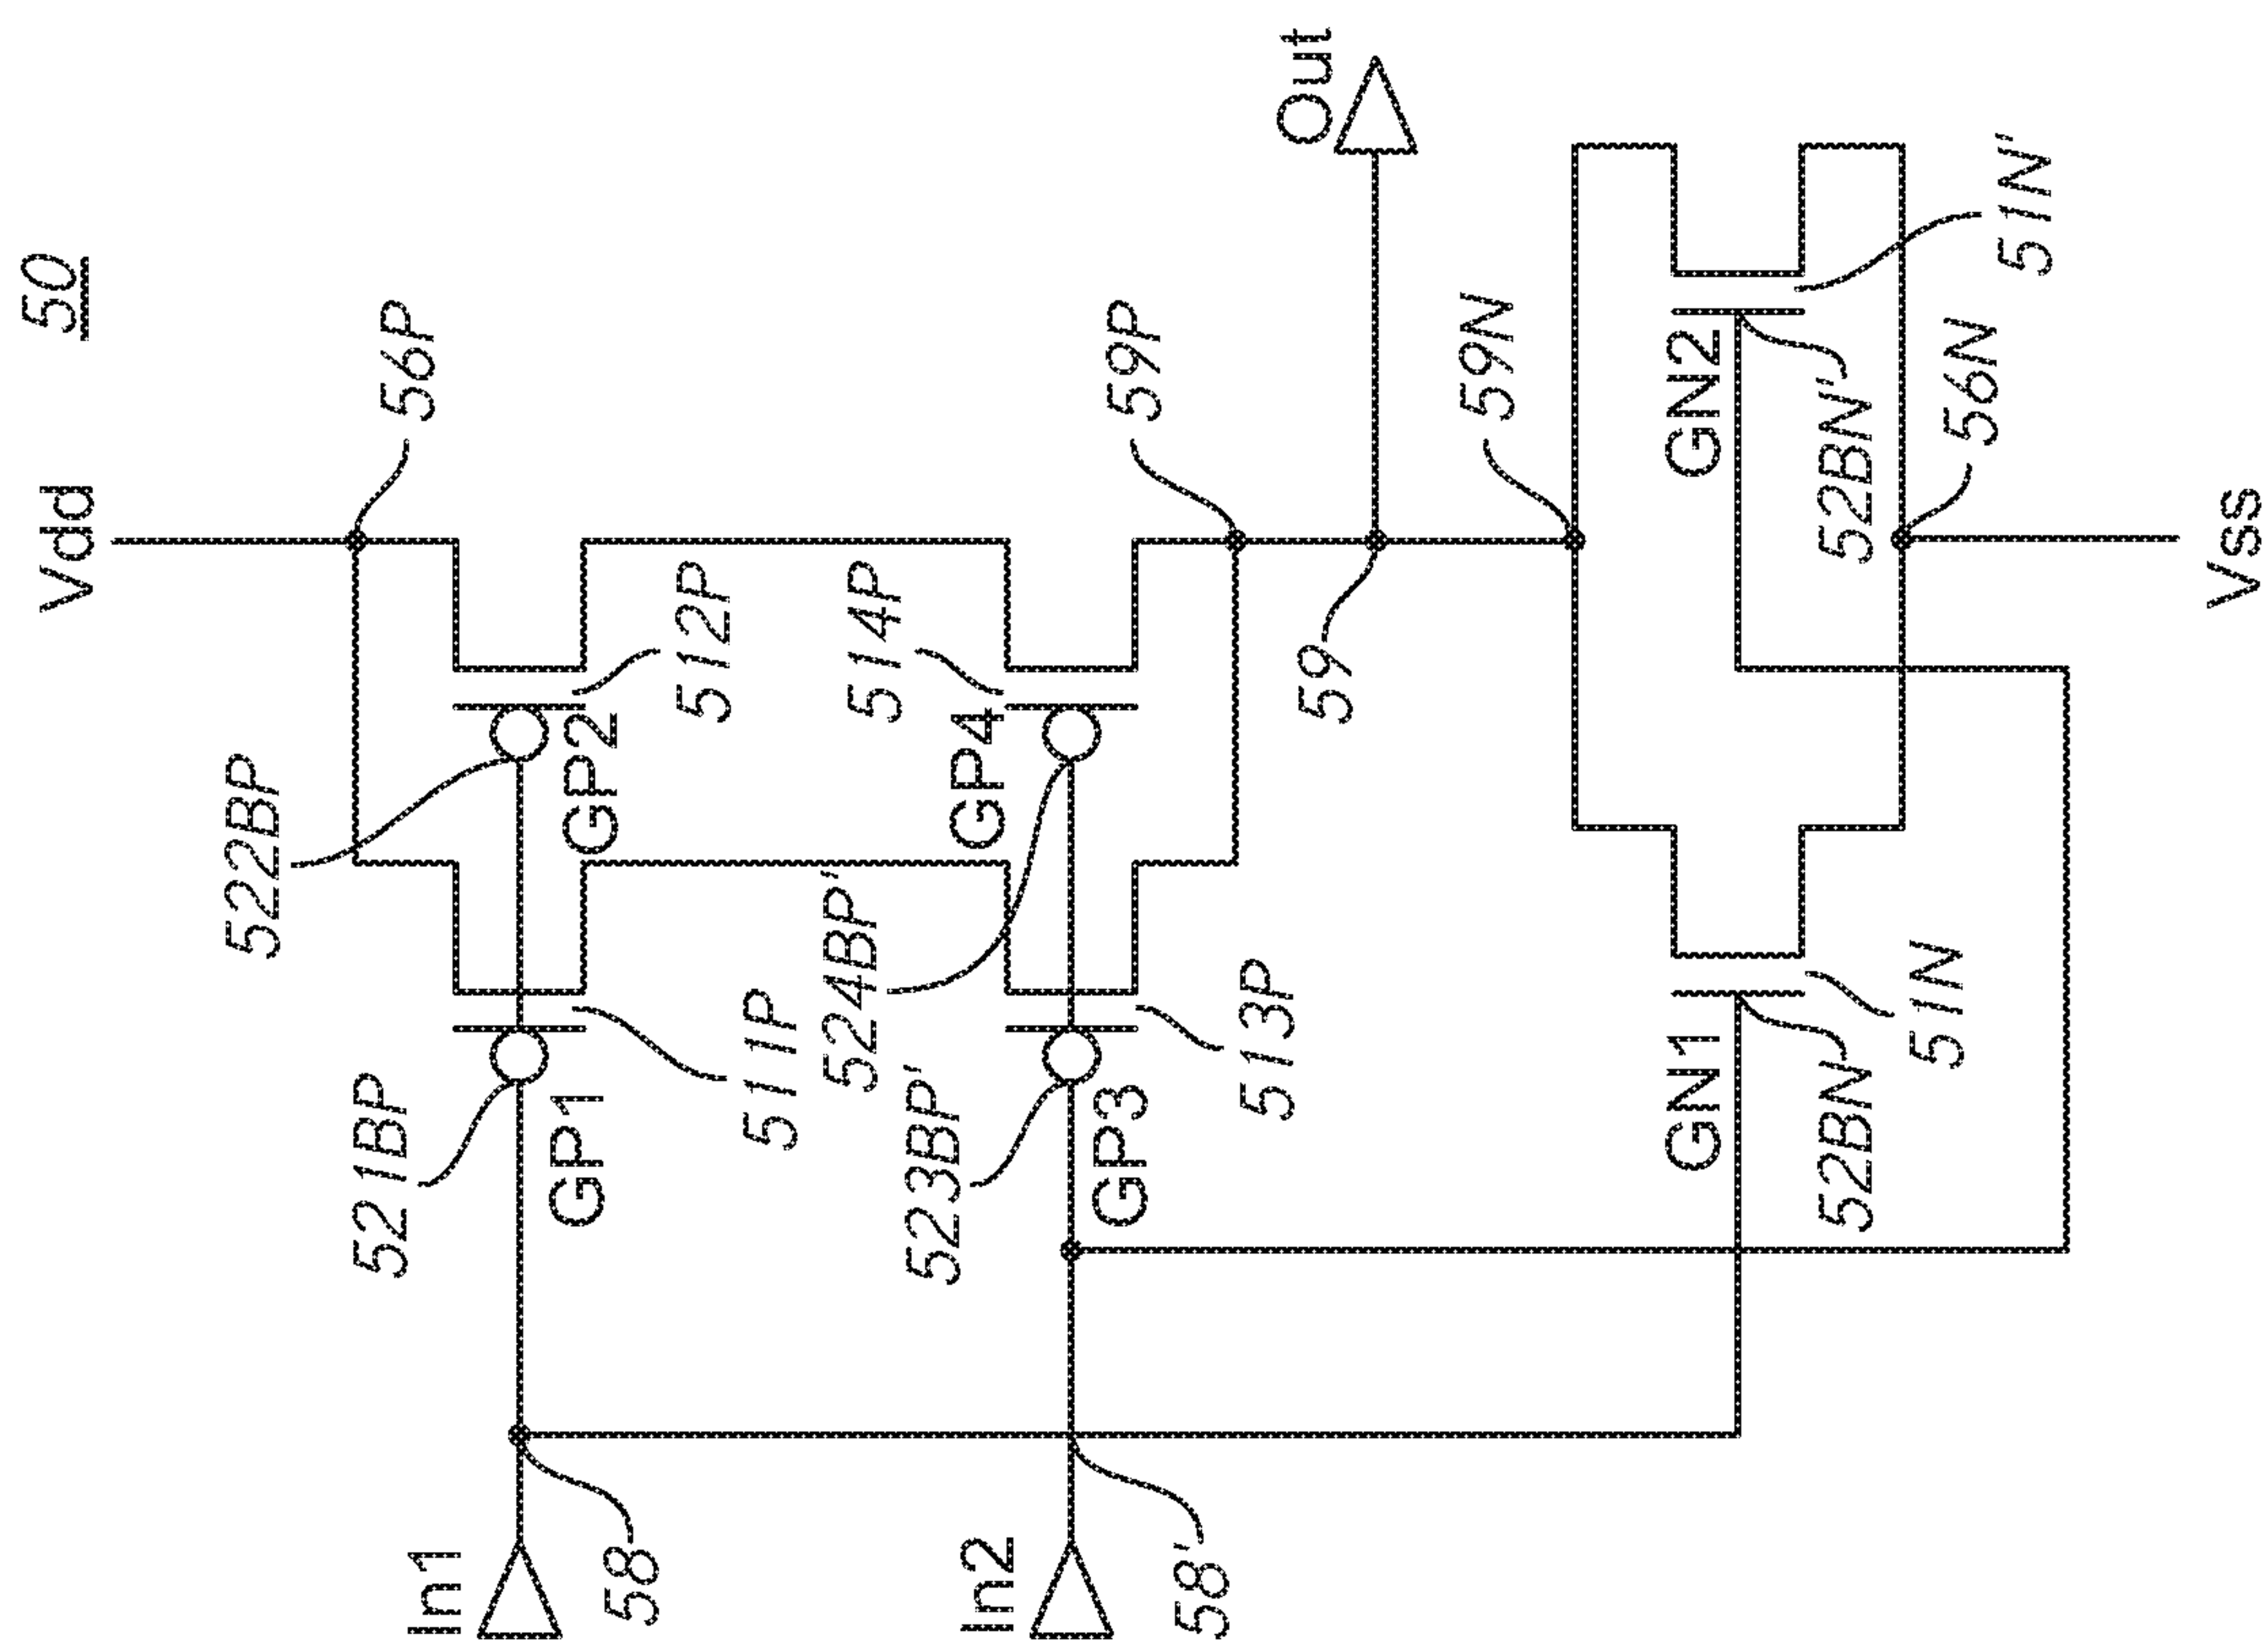 50
Vdd
56P
522BP
512P
GP2
521BP
GP1
511P
514P
GP4
524BP'
59P
523BP'
GP3
513P
In1
58
In2
58'
Out
59
59N
GN2
51N'
52BN'
GN1
52BN
51N
56N
Vss